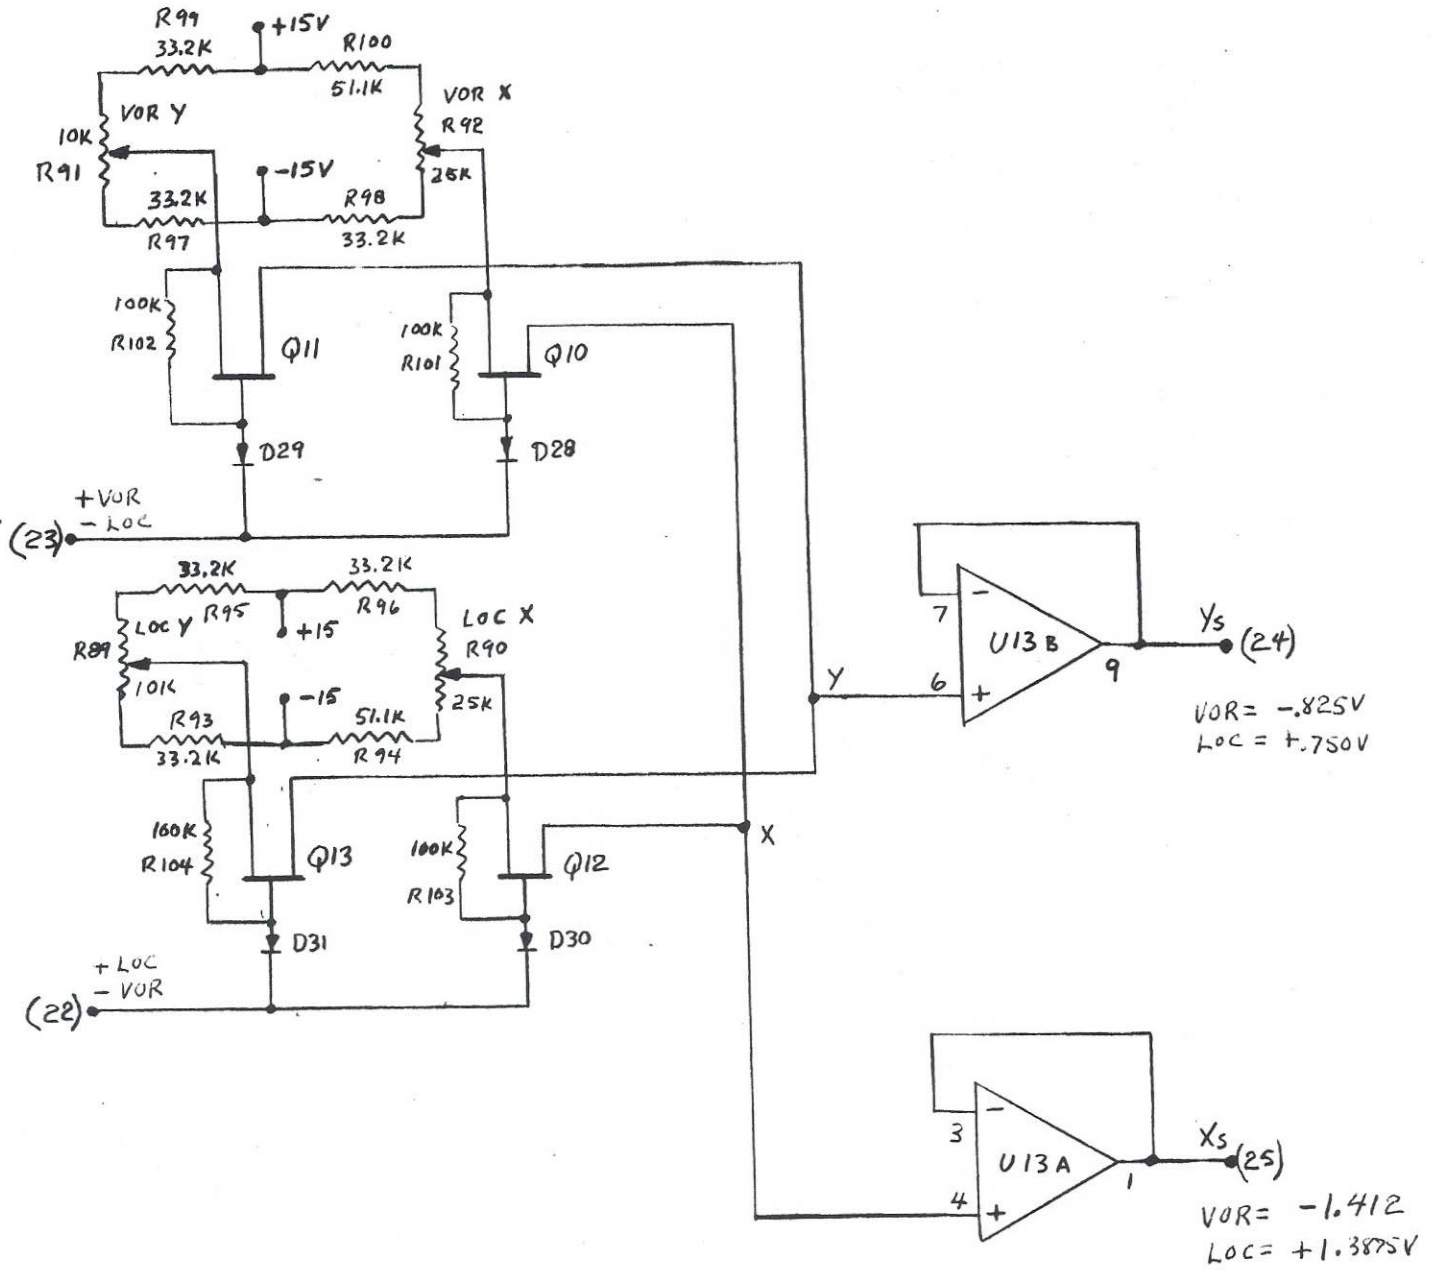 R99
33.2K
+15V
R100
51.1K
VOR Y
10K
R91
VOR X
R92
25K
-15V
33.2K
R97
R98
33.2K
100K
R102
Q11
100K
R101
Q10
D29
D28
+VOR
- LOC
(23)
33.2K
R95
33.2K
R96
LOC Y
R89
10K
+15
LOC X
R90
25K
-15
R93
33.2K
51.1K
R94
100K
R104
Q13
100K
R103
Q12
D31
D30
+ LOC
- VOR
(22)
Y
X
7
-
6
+
U13B
9
Ys (24)
VOR = -.825V
LOC = +.750V
3
-
4
+
U13A
1
Xs (25)
VOR = -1.412
LOC = +1.3875V